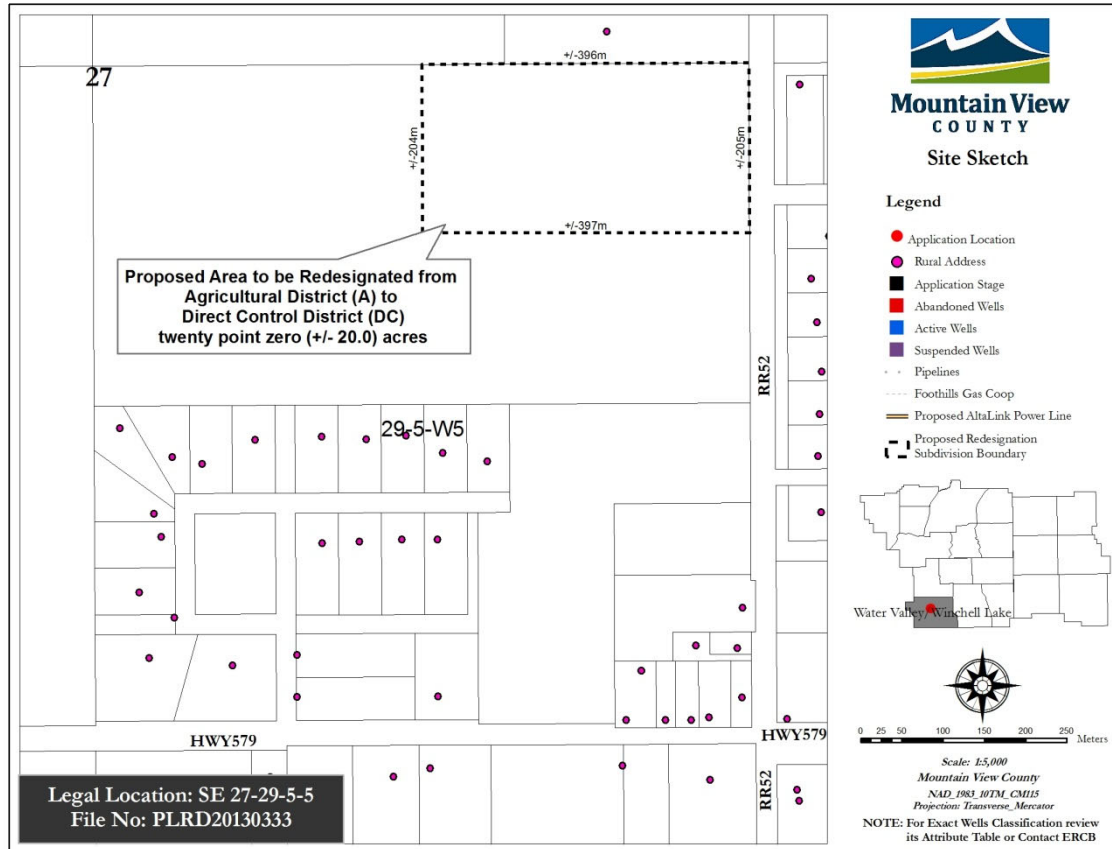 27
+/-396m
+/-204m
+/-205m
+/-397m
Proposed Area to be Redesignated from
Agricultural District (A) to
Direct Control District (DC)
twenty point zero (+/- 20.0) acres
RR52
29-5-W5
HWY579
HWY579
RR52
Legal Location: SE 27-29-5-5
File No: PLRD20130333
Mountain View
COUNTY
Site Sketch
Legend
Application Location
Rural Address
Application Stage
Abandoned Wells
Active Wells
Suspended Wells
Pipelines
Foothills Gas Coop
Proposed AltaLink Power Line
Proposed Redesignation
Subdivision Boundary
Water Valley/Winchell Lake
0 25 50 100 150 200 250
Meters
Scale: 1:5,000
Mountain View County
NAD_1983_10TM_CM115
Projection: Transverse_Mercator
NOTE: For Exact Wells Classification review
its Attribute Table or Contact ERCB